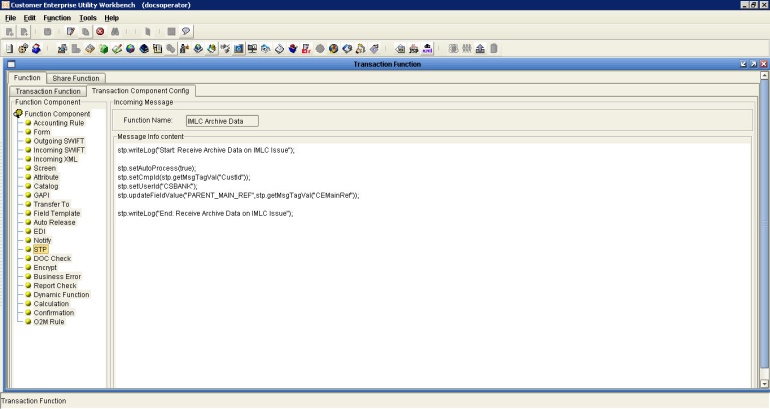 Customer Enterprise Utility Workbench (docsoperator)
File Edit Function Tools Help
Transaction Function
Function Share Function
Transaction Function Transaction Component Config
Function Component
Function Component
Accounting Rule
Form
Outgoing SWIFT
Incoming SWIFT
Incoming XML
Screen
Attribute
Catalog
GAPI
Transfer To
Field Template
Auto Release
EDI
Notify
STP
DOC Check
Encrypt
Business Error
Report Check
Dynamic Function
Calculation
Confirmation
O2M Rule
Incoming Message
Function Name: IMLC Archive Data
Message Info content
stp.writeLog("Start: Receive Archive Data on IMLC Issue");
stp.setAutoProcess(true);
stp.setCmpId(stp.getMsgTagVal("CustId"));
stp.setUserId("CSBANK");
stp.updateFieldValue("PARENT_MAIN_REF",stp.getMsgTagVal("CEMainRef"));
stp.writeLog("End: Receive Archive Data on IMLC Issue");
Transaction Function